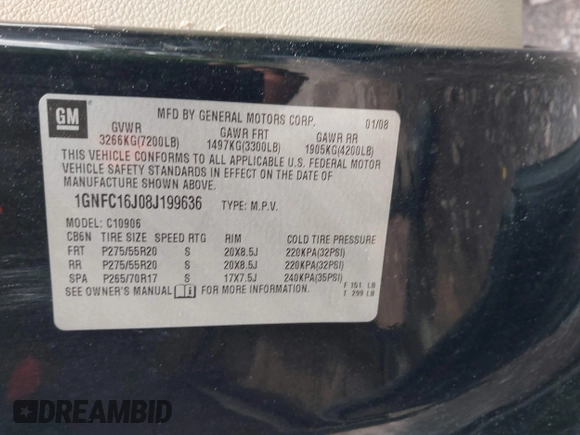 GM
MFD BY GENERAL MOTORS CORP. 01/08
GVWR GAWR FRT GAWR RR
3266KG(7200LB) 1497KG(3300LB) 1905KG(4200LB)
THIS VEHICLE CONFORMS TO ALL APPLICABLE U.S. FEDERAL MOTOR
VEHICLE SAFETY STANDARDS IN EFFECT ON THE DATE OF
MANUFACTURE SHOWN ABOVE.
1GNFC16J08J199636 TYPE: M.P.V.
MODEL: C10906
CB6N TIRE SIZE SPEED RTG RIM COLD TIRE PRESSURE
FRT P275/55R20 S 20X8.5J 220KPA(32PSI)
RR P275/55R20 S 20X8.5J 220KPA(32PSI)
SPA P265/70R17 S 17X7.5J 240KPA(35PSI)
SEE OWNER'S MANUAL FOR MORE INFORMATION.
F 151 LB
T 299 LB
DREAMBID